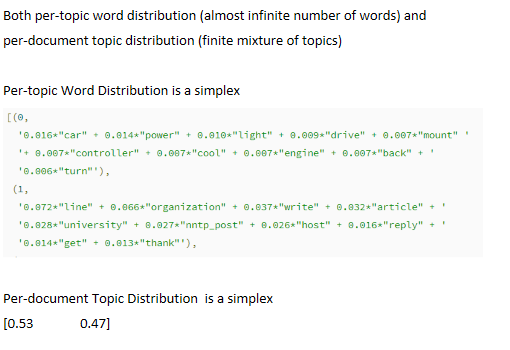 Both per-topic word distribution (almost infinite number of words) and
per-document topic distribution (finite mixture of topics)
Per-topic Word Distribution is a simplex
[(0,
'0.016*"car" + 0.014*"power" + 0.010*"light" + 0.009*"drive" + 0.007*"mount" '
'+ 0.007*"controller" + 0.007*"cool" + 0.007*"engine" + 0.007*"back" + '
'0.006*"turn"'),
(1,
'0.072*"line" + 0.066*"organization" + 0.037*"write" + 0.032*"article" + '
'0.028*"university" + 0.027*"nntp_post" + 0.026*"host" + 0.016*"reply" + '
'0.014*"get" + 0.013*"thank"'),
Per-document Topic Distribution is a simplex
[0.53 0.47]